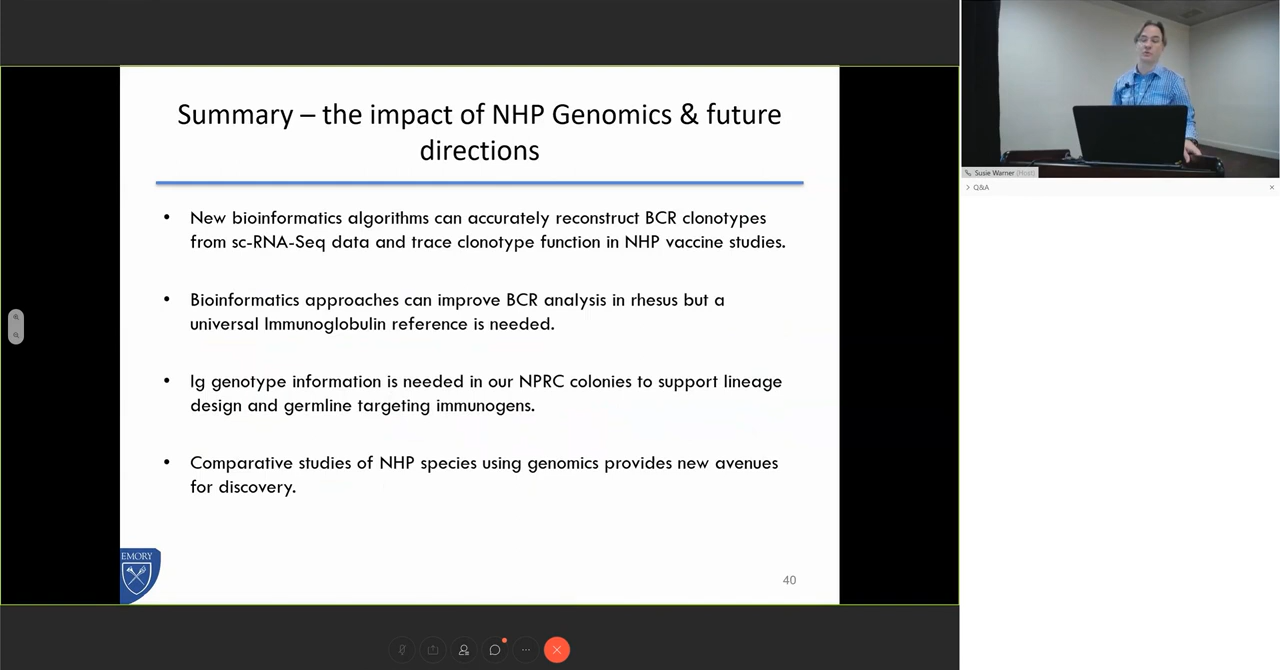 Summary – the impact of NHP Genomics & future
directions
• New bioinformatics algorithms can accurately reconstruct BCR clonotypes
from sc-RNA-Seq data and trace clonotype function in NHP vaccine studies.
• Bioinformatics approaches can improve BCR analysis in rhesus but a
universal Immunoglobulin reference is needed.
• Ig genotype information is needed in our NPRC colonies to support lineage
design and germline targeting immunogens.
• Comparative studies of NHP species using genomics provides new avenues
for discovery.
EMORY
40
Susie Warner (Host)
Q&A